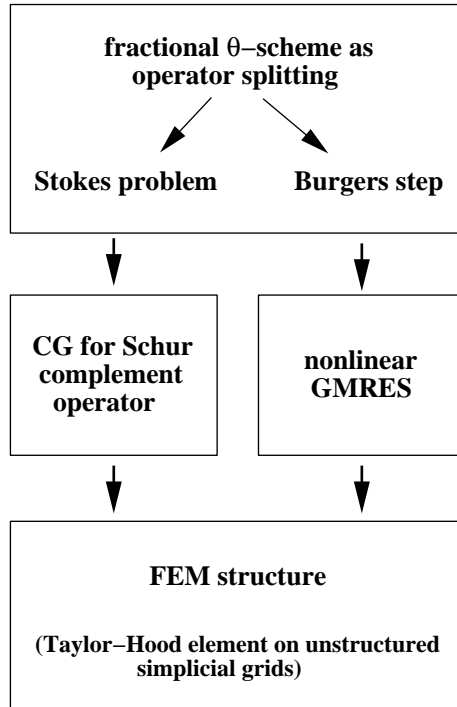 fractional θ−scheme as
operator splitting
Stokes problem
Burgers step
CG for Schur
complement
operator
nonlinear
GMRES
FEM structure
(Taylor−Hood element on unstructured
simplicial grids)